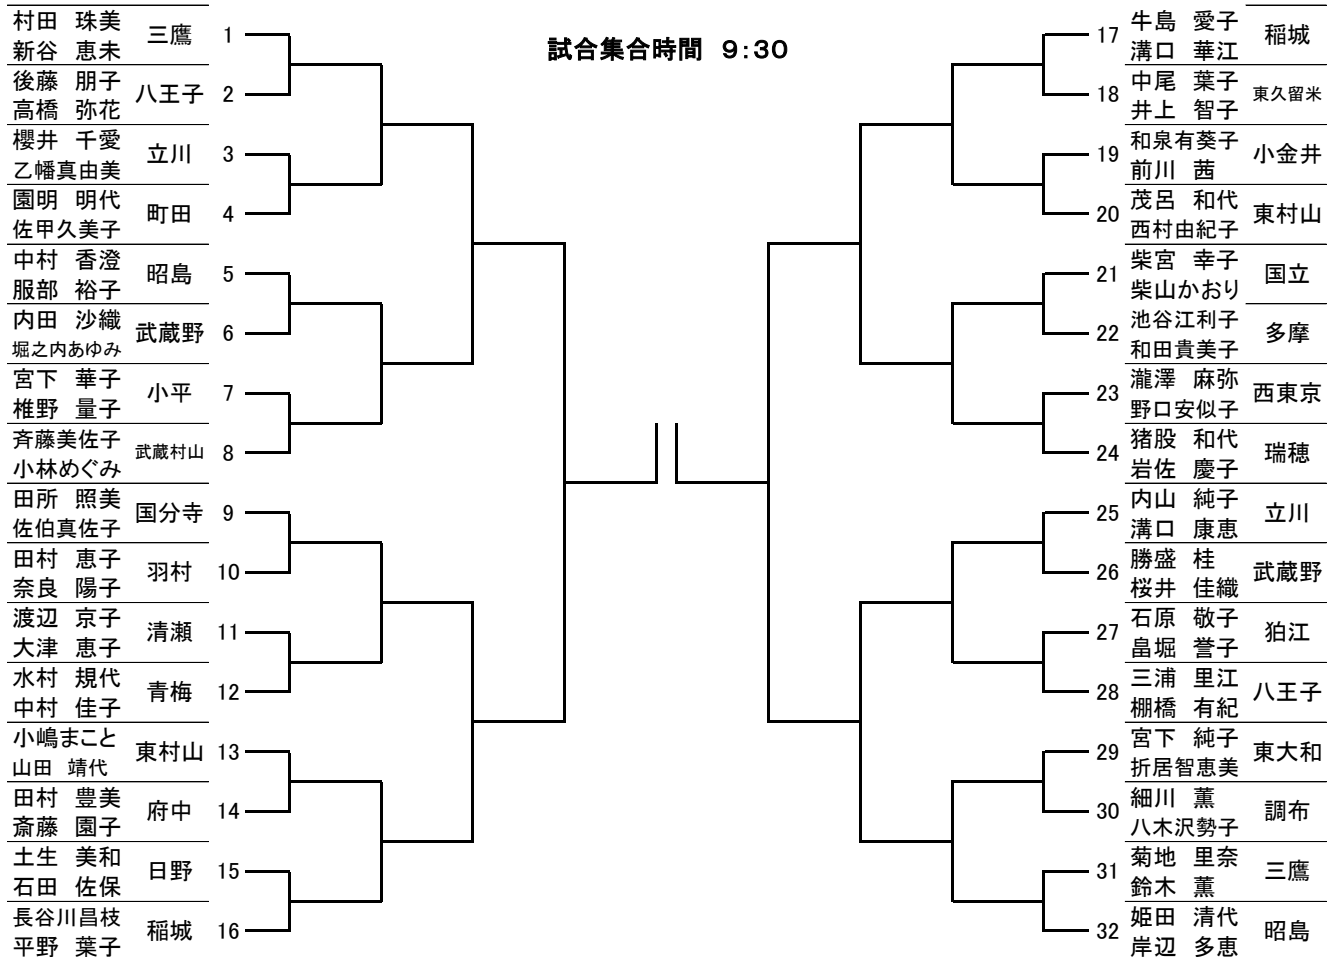 試合集合時間 9:30
村田 珠美
新谷 恵未
三鷹 1
後藤 朋子
高橋 弥花
八王子 2
櫻井 千愛
乙幡真由美
立川 3
園明 明代
佐甲久美子
町田 4
中村 香澄
服部 裕子
昭島 5
内田 沙織
堀之内あゆみ
武蔵野 6
宮下 華子
椎野 量子
小平 7
斉藤美佐子
小林めぐみ
武蔵村山 8
田所 照美
佐伯真佐子
国分寺 9
田村 恵子
奈良 陽子
羽村 10
渡辺 京子
大津 恵子
清瀬 11
水村 規代
中村 佳子
青梅 12
小嶋まこと
山田 靖代
東村山 13
田村 豊美
斎藤 園子
府中 14
土生 美和
石田 佐保
日野 15
長谷川昌枝
平野 葉子
稲城 16
17 牛島 愛子
溝口 華江
稲城
18 中尾 葉子
井上 智子
東久留米
19 和泉有葵子
前川 茜
小金井
20 茂呂 和代
西村由紀子
東村山
21 柴宮 幸子
柴山かおり
国立
22 池谷江利子
和田貴美子
多摩
23 瀧澤 麻弥
野口安似子
西東京
24 猪股 和代
岩佐 慶子
瑞穂
25 内山 純子
溝口 康恵
立川
26 勝盛 桂
桜井 佳織
武蔵野
27 石原 敬子
畠堀 誉子
狛江
28 三浦 里江
棚橋 有紀
八王子
29 宮下 純子
折居智恵美
東大和
30 細川 薫
八木沢勢子
調布
31 菊地 里奈
鈴木 薫
三鷹
32 姫田 清代
岸辺 多恵
昭島